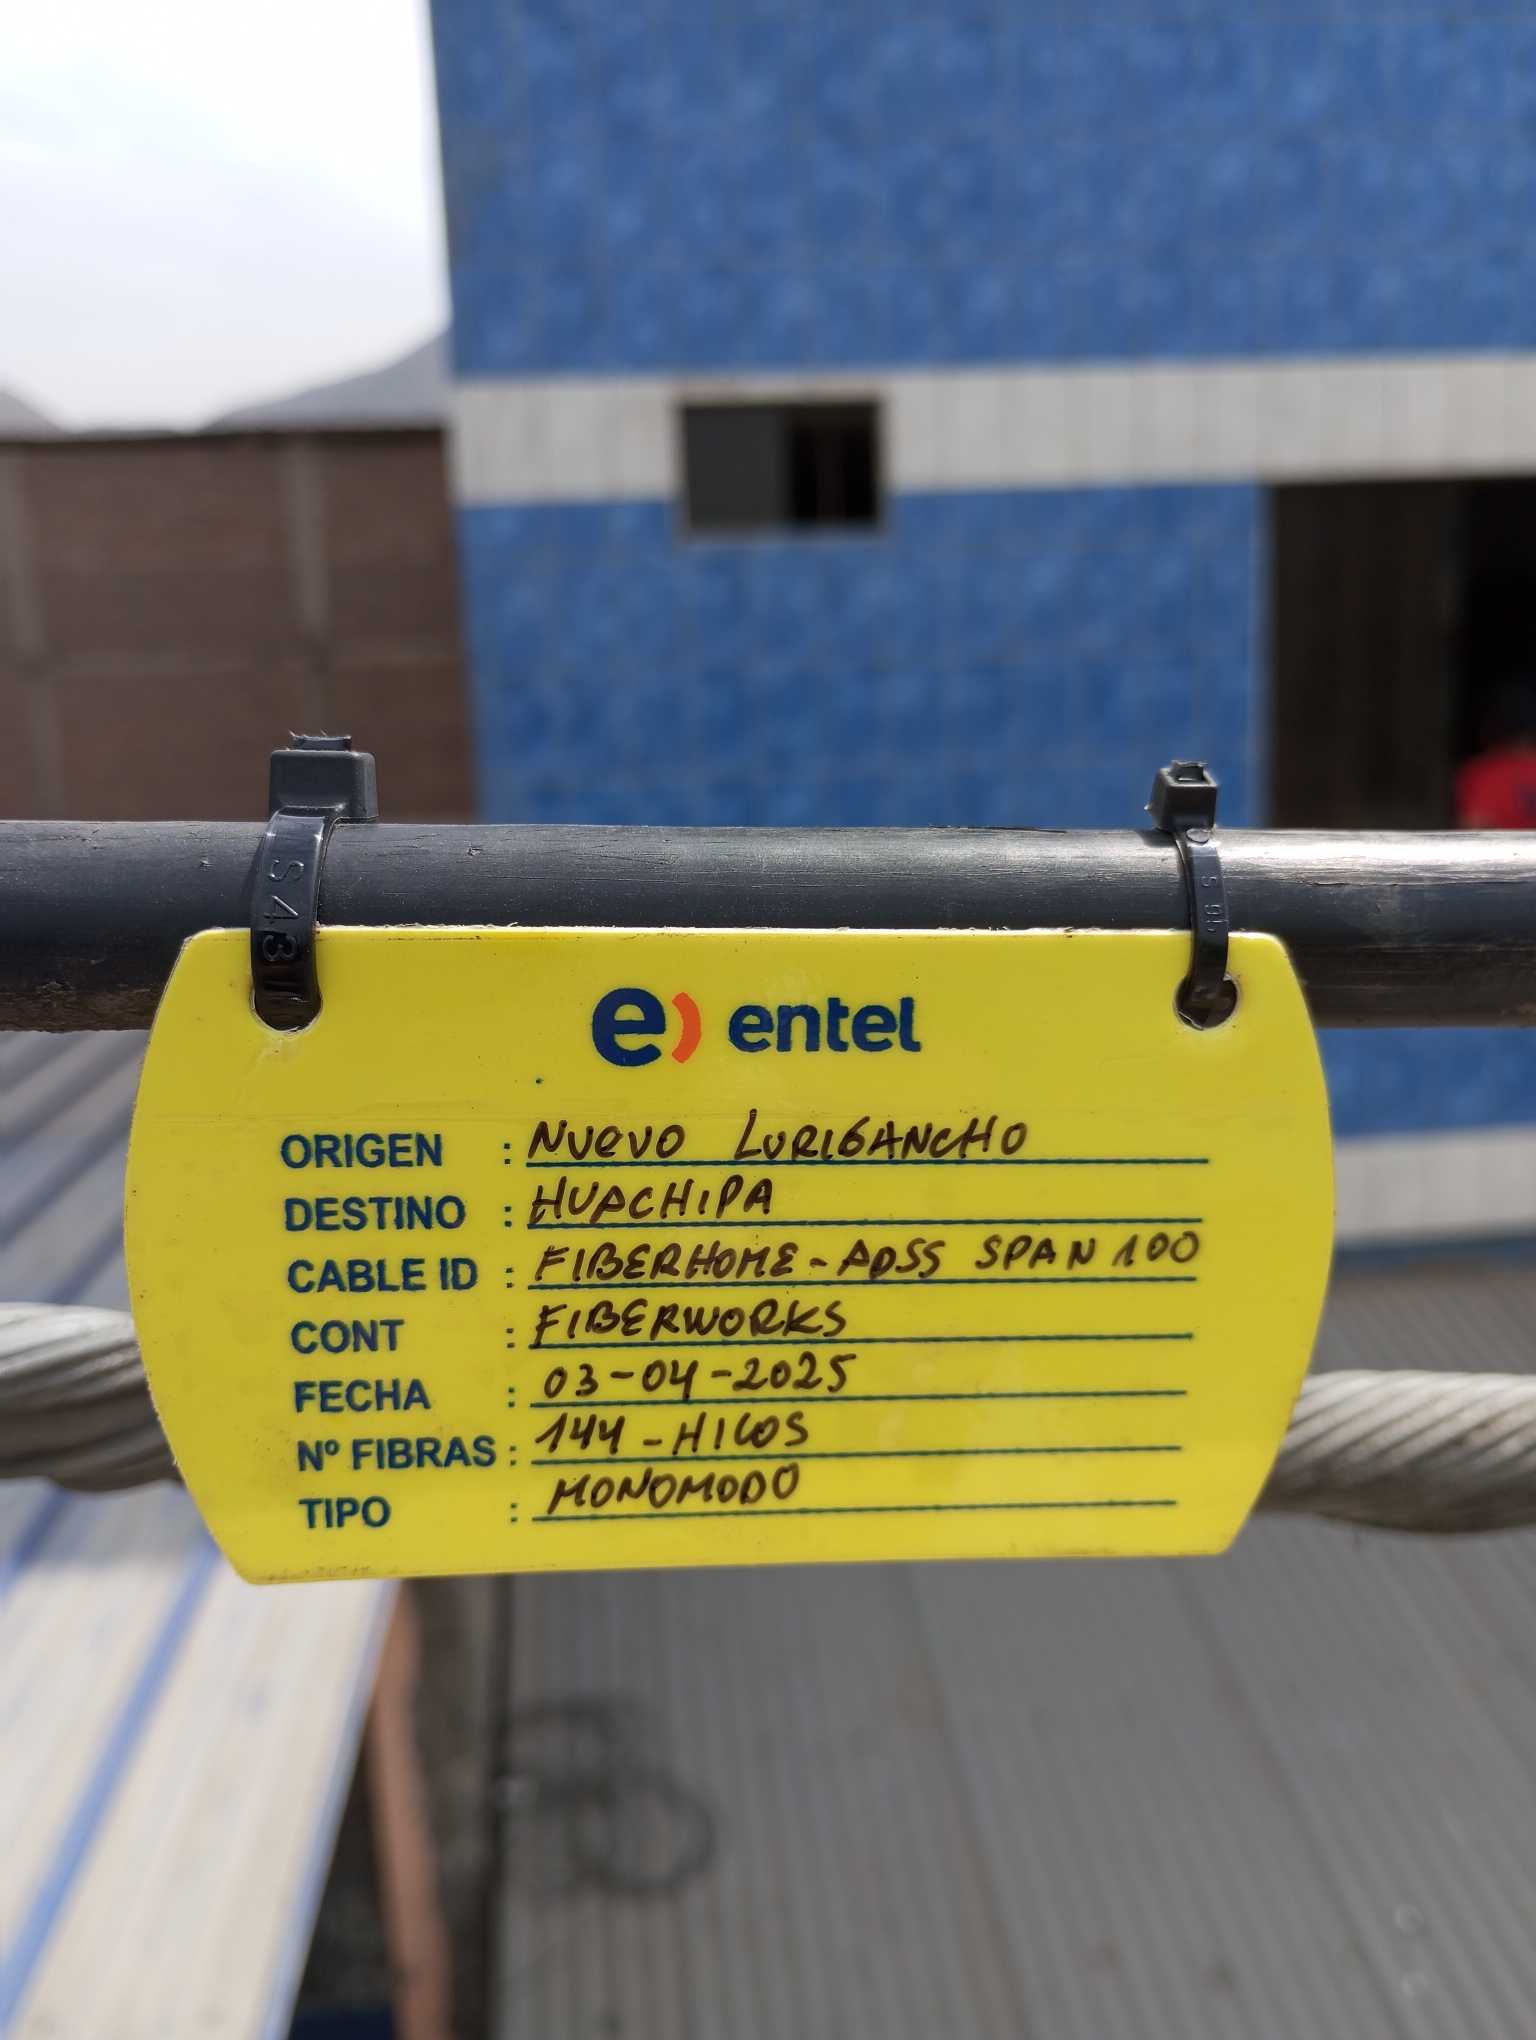 e) entel
ORIGEN : NUEVO LURIGANCHO
DESTINO : HUACHIPA
CABLE ID : FIBERHOME - ADSS SPAN 100
CONT : FIBERWORKS
FECHA : 03-04-2025
Nº FIBRAS : 144 - HILOS
TIPO : MONOMODO